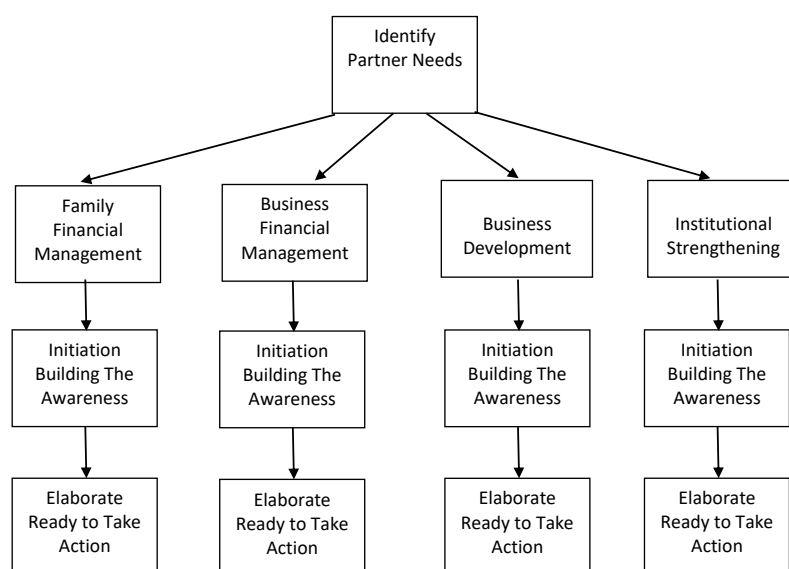 Identify
Partner Needs
Family
Financial
Management
Business
Financial
Management
Business
Development
Institutional
Strengthening
Initiation
Building The
Awareness
Initiation
Building The
Awareness
Initiation
Building The
Awareness
Initiation
Building The
Awareness
Elaborate
Ready to Take
Action
Elaborate
Ready to Take
Action
Elaborate
Ready to Take
Action
Elaborate
Ready to Take
Action